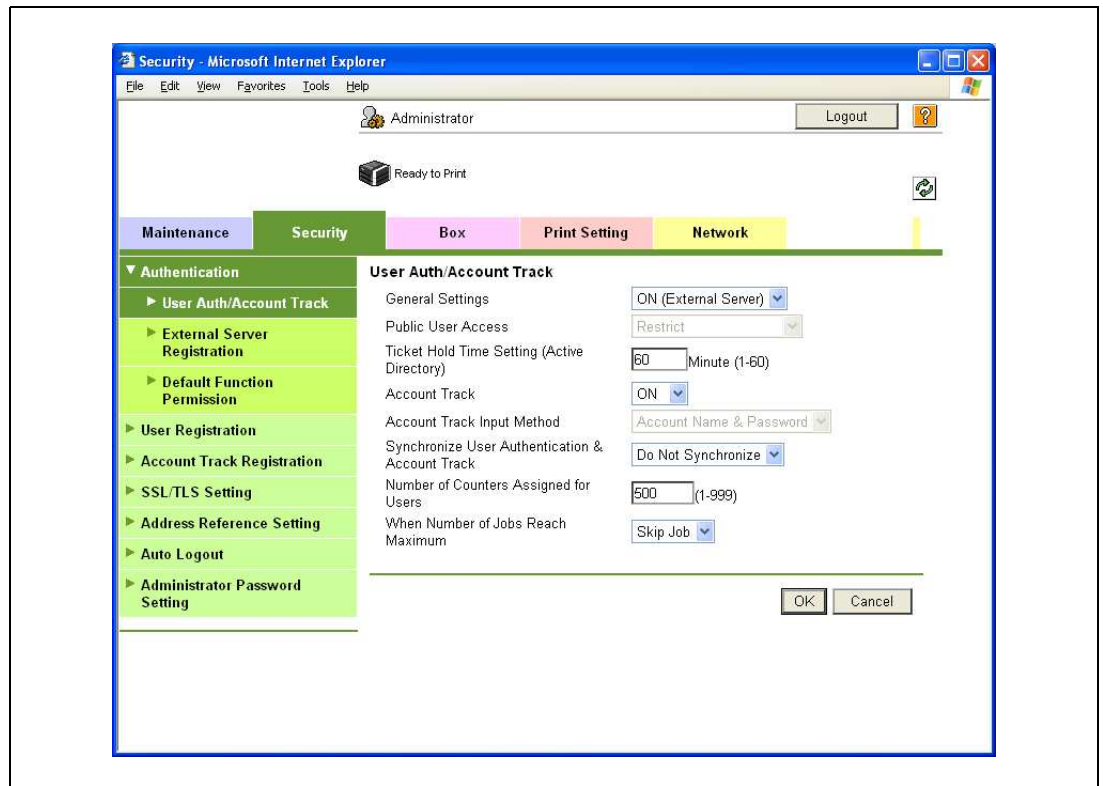 Security - Microsoft Internet Explorer
File Edit View Favorites Tools Help
Administrator
Logout
?
Ready to Print
Maintenance Security Box Print Setting Network
Authentication
User Auth/Account Track
External Server
Registration
Default Function
Permission
User Registration
Account Track Registration
SSL/TLS Setting
Address Reference Setting
Auto Logout
Administrator Password
Setting
User Auth/Account Track
General Settings ON (External Server)
Public User Access Restrict
Ticket Hold Time Setting (Active
Directory) 60 Minute (1-60)
Account Track ON
Account Track Input Method Account Name & Password
Synchronize User Authentication &
Account Track Do Not Synchronize
Number of Counters Assigned for
Users 500 (1-999)
When Number of Jobs Reach
Maximum Skip Job
OK Cancel